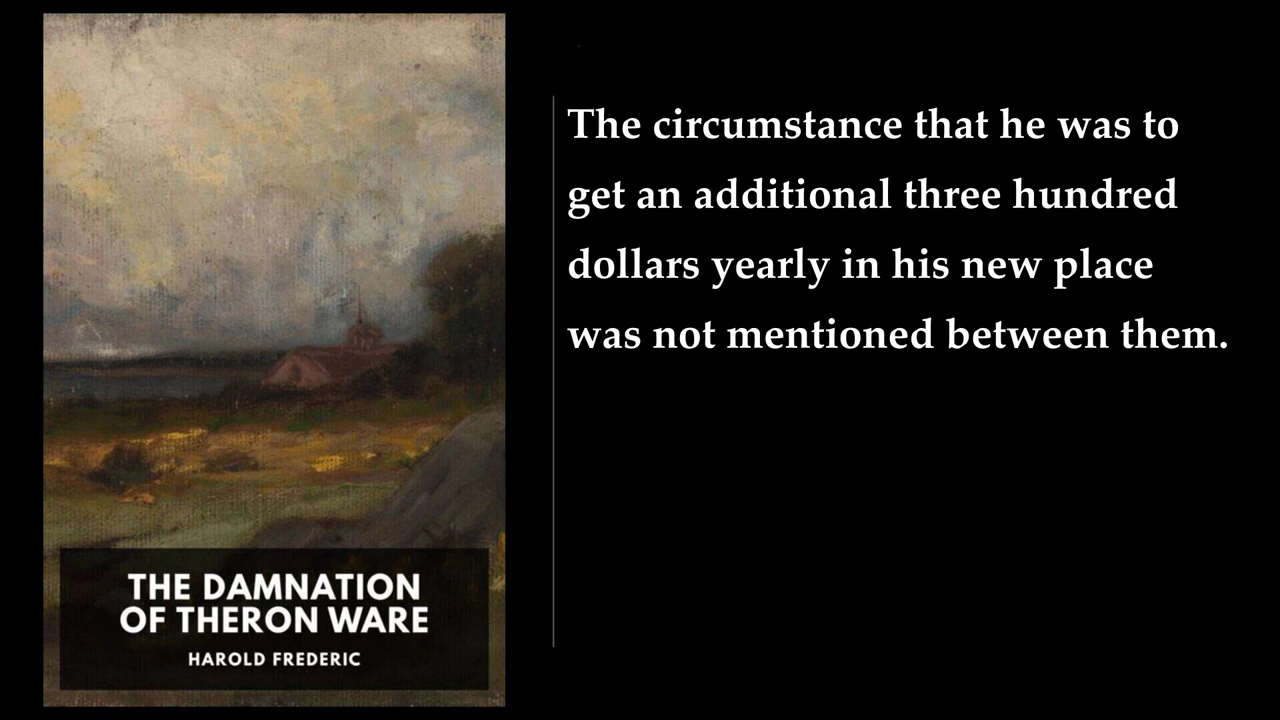 The circumstance that he was to
get an additional three hundred
dollars yearly in his new place
was not mentioned between them.
THE DAMNATION
OF THERON WARE
HAROLD FREDERIC